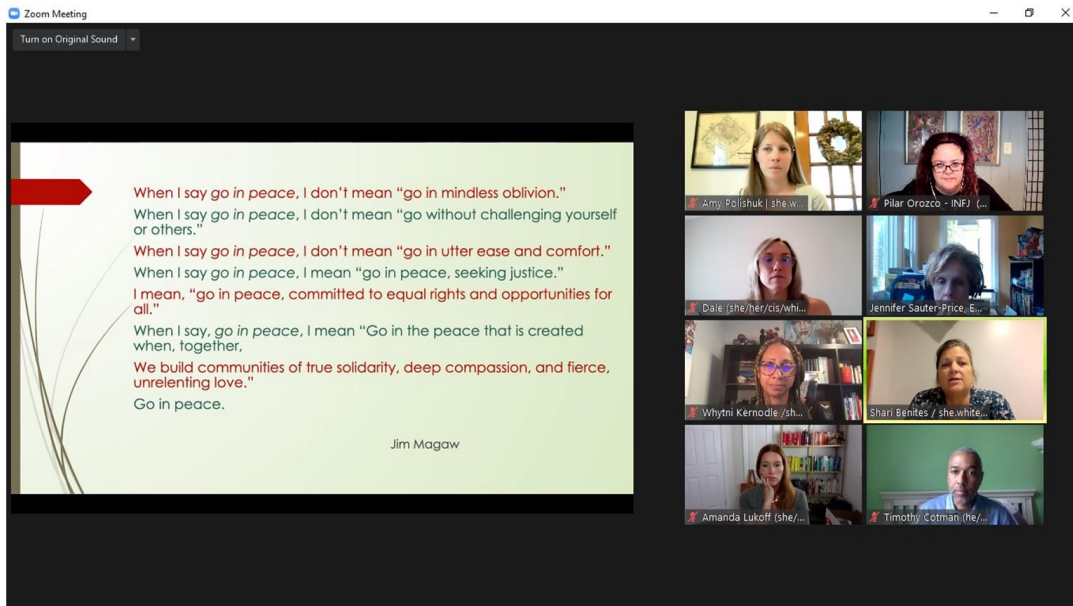 Zoom Meeting
Turn on Original Sound
When I say go in peace, I don't mean “go in mindless oblivion.”
When I say go in peace, I don't mean “go without challenging yourself
or others.”
When I say go in peace, I don't mean “go in utter ease and comfort.”
When I say go in peace, I mean “go in peace, seeking justice.”
I mean, “go in peace, committed to equal rights and opportunities for
all.”
When I say, go in peace, I mean “Go in the peace that is created
when, together,
We build communities of true solidarity, deep compassion, and fierce,
unrelenting love.”
Go in peace.
Jim Magaw
Amy Polishuk | she.w...
Pilar Orozco - INFJ (...
Dale (she/her/cis/whi...
Jennifer Sauter-Price, E...
Whytni Kernodle /sh...
Shari Benites / she.white...
Amanda Lukoff (she/...
Timothy Cotman (he/...